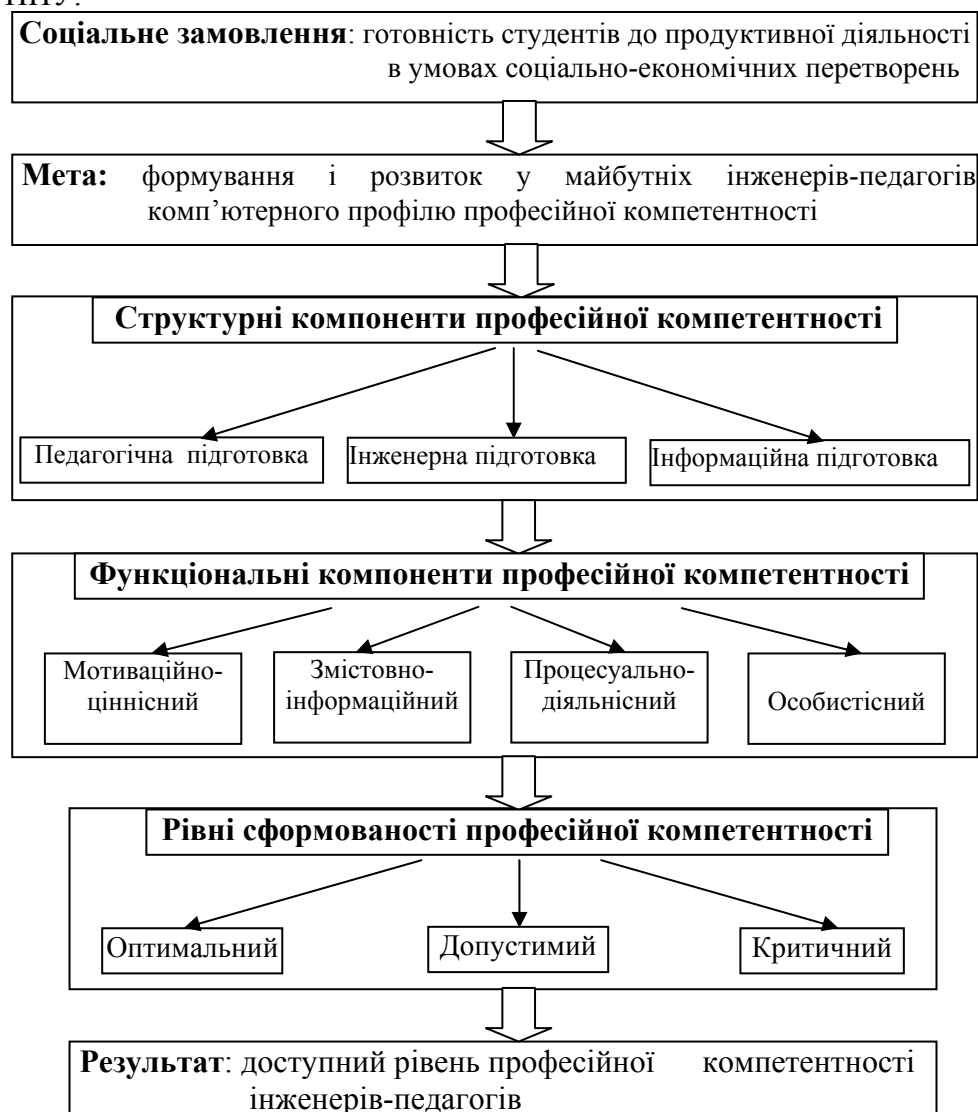 Соціальне замовлення: готовність студентів до продуктивної діяльності
в умовах соціально-економічних перетворень
Мета: формування і розвиток у майбутніх інженерів-педагогів
комп’ютерного профілю професійної компетентності
Структурні компоненти професійної компетентності
Педагогічна підготовка
Інженерна підготовка
Інформаційна підготовка
Функціональні компоненти професійної компетентності
Мотиваційно-
ціннісний
Змістовно-
інформаційний
Процесуально-
діяльнісний
Особистісний
Рівні сформованості професійної компетентності
Оптимальний
Допустимий
Критичний
Результат: доступний рівень професійної компетентності
інженерів-педагогів